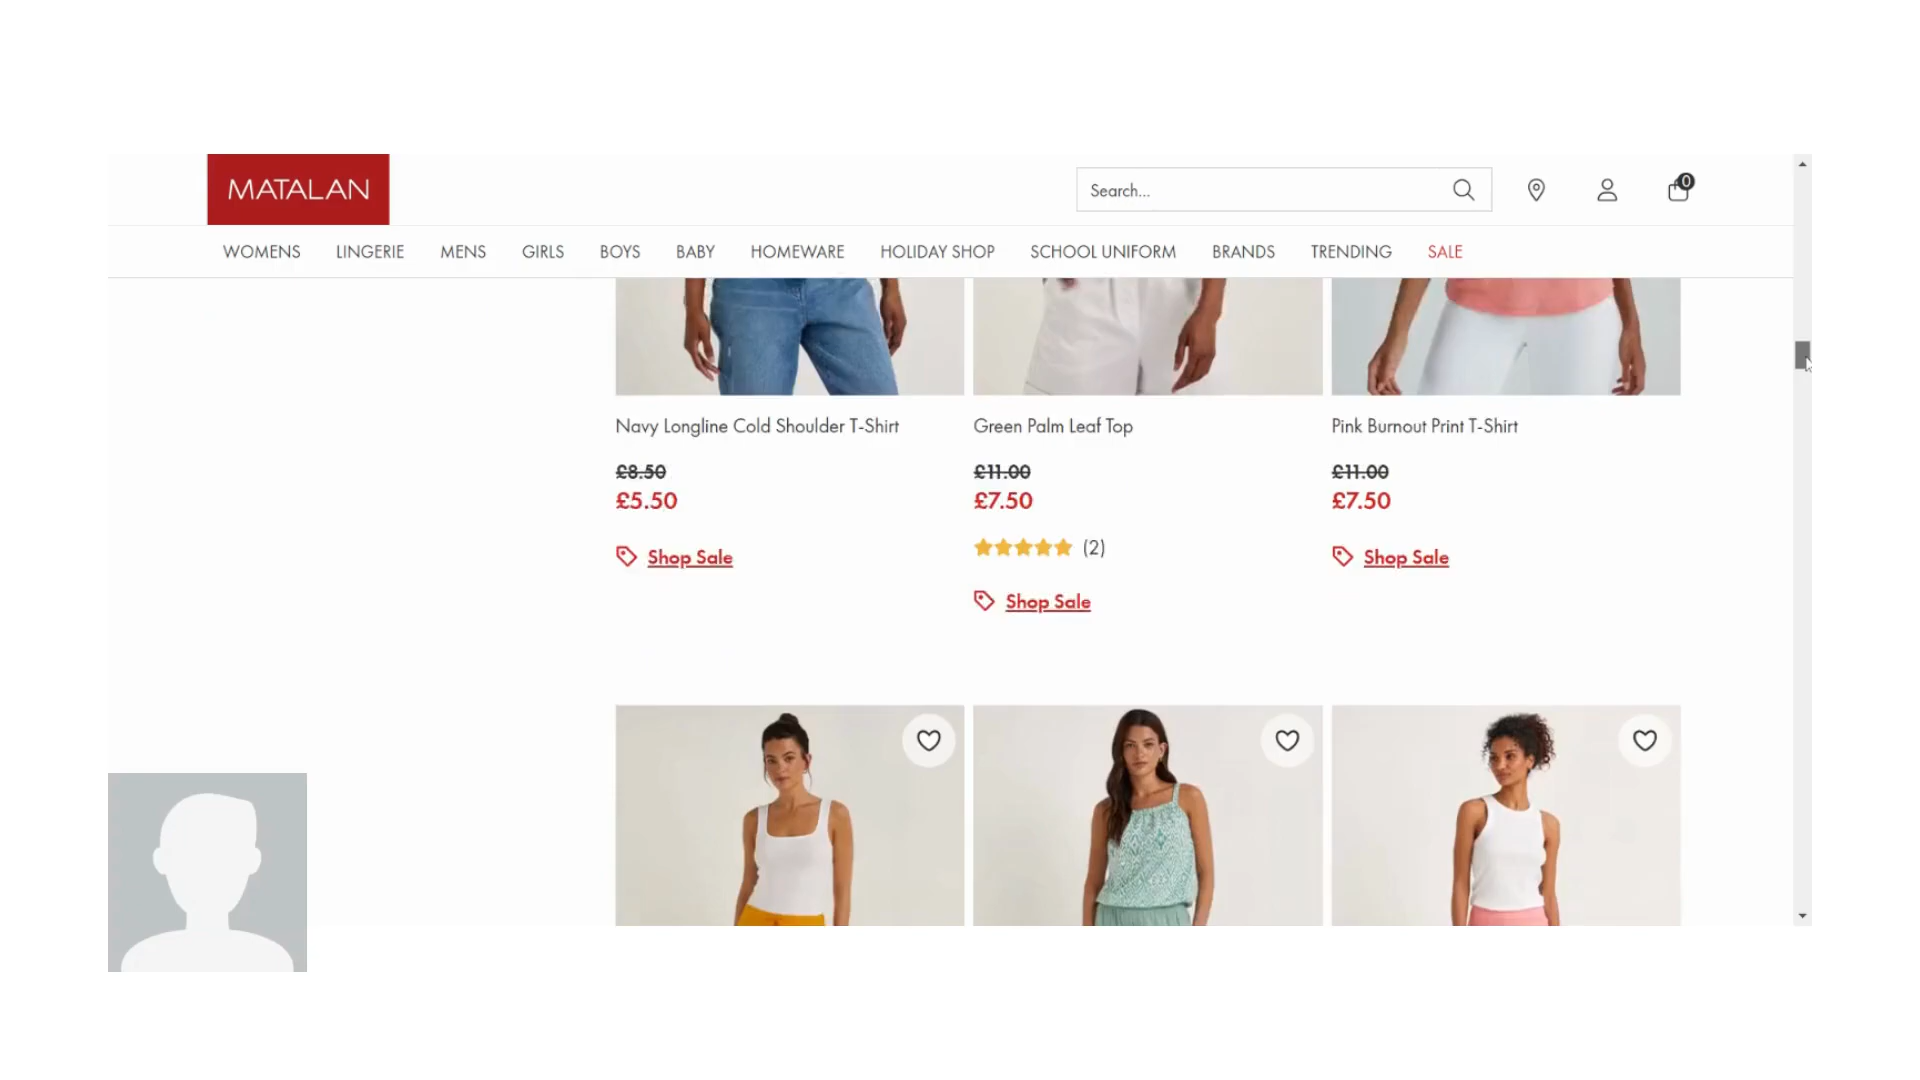 MATALAN
Search...
0
WOMENS LINGERIE MENS GIRLS BOYS BABY HOMEWARE HOLIDAY SHOP SCHOOL UNIFORM BRANDS TRENDING SALE
Navy Longline Cold Shoulder T-Shirt
£8.50
£5.50
Shop Sale
Green Palm Leaf Top
£11.00
£7.50
(2)
Shop Sale
Pink Burnout Print T-Shirt
£11.00
£7.50
Shop Sale